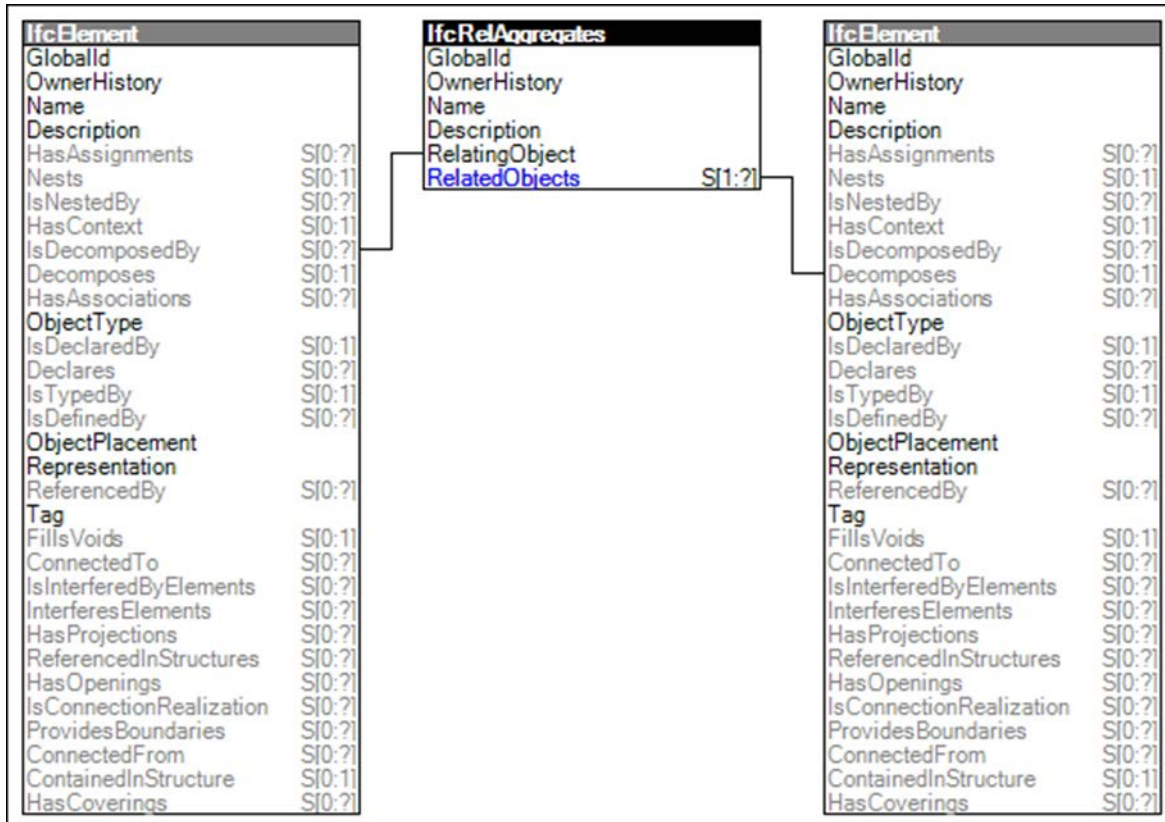 IfcElement
GlobalId
OwnerHistory
Name
Description
HasAssignments S[0:?]
Nests S[0:1]
IsNestedBy S[0:?]
HasContext S[0:1]
IsDecomposedBy S[0:?]
Decomposes S[0:1]
HasAssociations S[0:?]
ObjectType
IsDeclaredBy S[0:1]
Declares S[0:?]
IsTypedBy S[0:1]
IsDefinedBy S[0:?]
ObjectPlacement
Representation
ReferencedBy S[0:?]
Tag
FillsVoids S[0:1]
ConnectedTo S[0:?]
IsInterferedByElements S[0:?]
InterferesElements S[0:?]
HasProjections S[0:?]
ReferencedInStructures S[0:?]
HasOpenings S[0:?]
IsConnectionRealization S[0:?]
ProvidesBoundaries S[0:?]
ConnectedFrom S[0:?]
ContainedInStructure S[0:1]
HasCoverings S[0:?]
IfcRelAggregates
GlobalId
OwnerHistory
Name
Description
RelatingObject
RelatedObjects S[1:?]
IfcElement
GlobalId
OwnerHistory
Name
Description
HasAssignments S[0:?]
Nests S[0:1]
IsNestedBy S[0:?]
HasContext S[0:1]
IsDecomposedBy S[0:?]
Decomposes S[0:1]
HasAssociations S[0:?]
ObjectType
IsDeclaredBy S[0:1]
Declares S[0:?]
IsTypedBy S[0:1]
IsDefinedBy S[0:?]
ObjectPlacement
Representation
ReferencedBy S[0:?]
Tag
FillsVoids S[0:1]
ConnectedTo S[0:?]
IsInterferedByElements S[0:?]
InterferesElements S[0:?]
HasProjections S[0:?]
ReferencedInStructures S[0:?]
HasOpenings S[0:?]
IsConnectionRealization S[0:?]
ProvidesBoundaries S[0:?]
ConnectedFrom S[0:?]
ContainedInStructure S[0:1]
HasCoverings S[0:?]